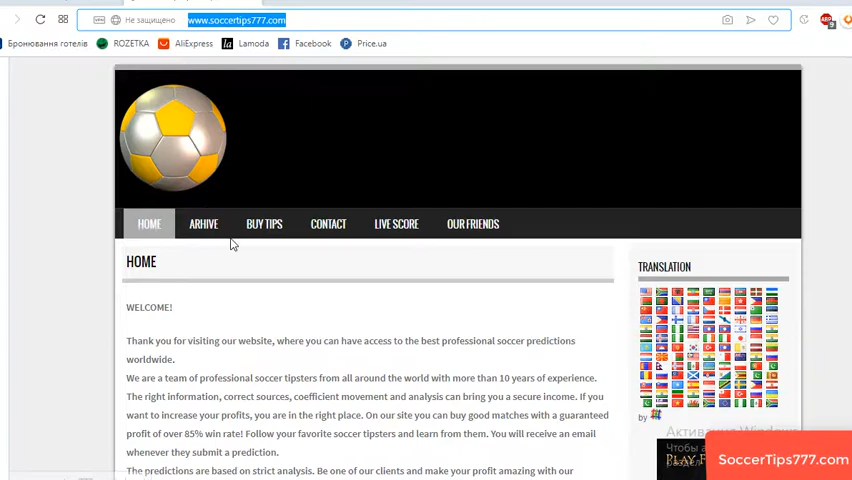 Не защищено www.soccertips777.com
Бронювання готелів ROZETKA AliExpress la Lamoda Facebook Price.ua
HOME ARHIVE BUY TIPS CONTACT LIVE SCORE OUR FRIENDS
HOME
WELCOME!
Thank you for visiting our website, where you can have access to the best professional soccer predictions
worldwide.
We are a team of professional soccer tipsters from all around the world with more than 10 years of experience.
The right information, correct sources, coefficient movement and analysis can bring you a secure income. If you
want to increase your profits, you are in the right place. On our site you can buy good matches with a guaranteed
profit of over 85% win rate! Follow your favorite soccer tipsters and learn from them. You will receive an email
whenever they submit a prediction.
The predictions are based on strict analysis. Be one of our clients and make your profit amazing with our
TRANSLATION
by
Активация Windows
Чтобы а
раздел
PLAY F
SoccerTips777.com